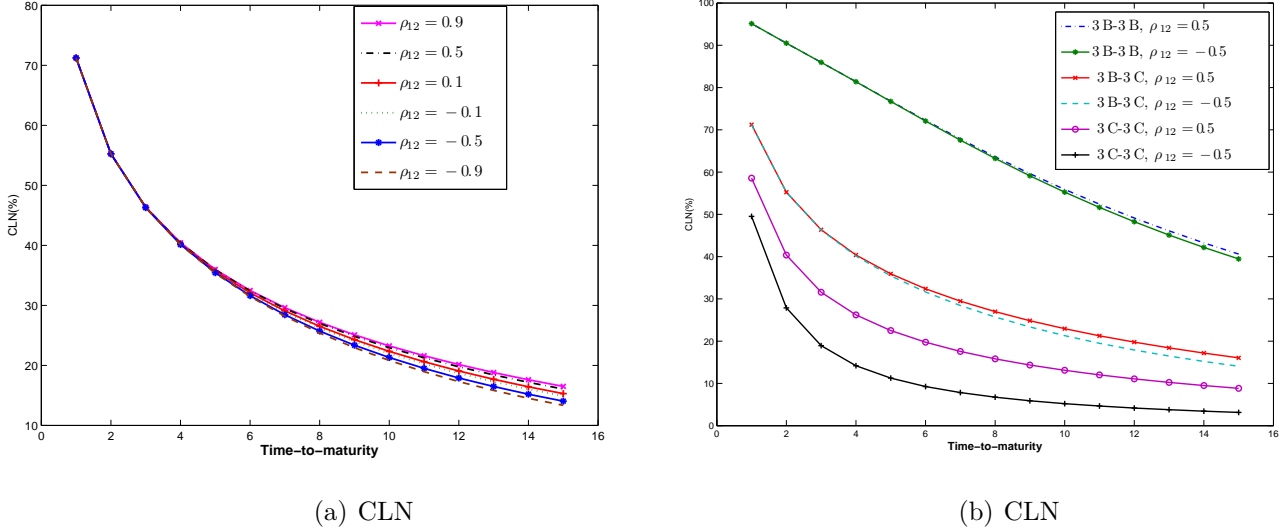 80
70
60
50
40
30
20
10
0
2
4
6
8
10
12
14
16
CLN(%)
Time−to−maturity
ρ12 = 0.9
ρ12 = 0.5
ρ12 = 0.1
ρ12 = −0.1
ρ12 = −0.5
ρ12 = −0.9
(a) CLN
100
90
80
70
60
50
40
30
20
10
0
0
2
4
6
8
10
12
14
16
CLN(%)
Time−to−maturity
3 B-3 B, ρ12 = 0.5
3 B-3 B, ρ12 = −0.5
3 B-3 C, ρ12 = 0.5
3 B-3 C, ρ12 = −0.5
3 C-3 C, ρ12 = 0.5
3 C-3 C, ρ12 = −0.5
(b) CLN